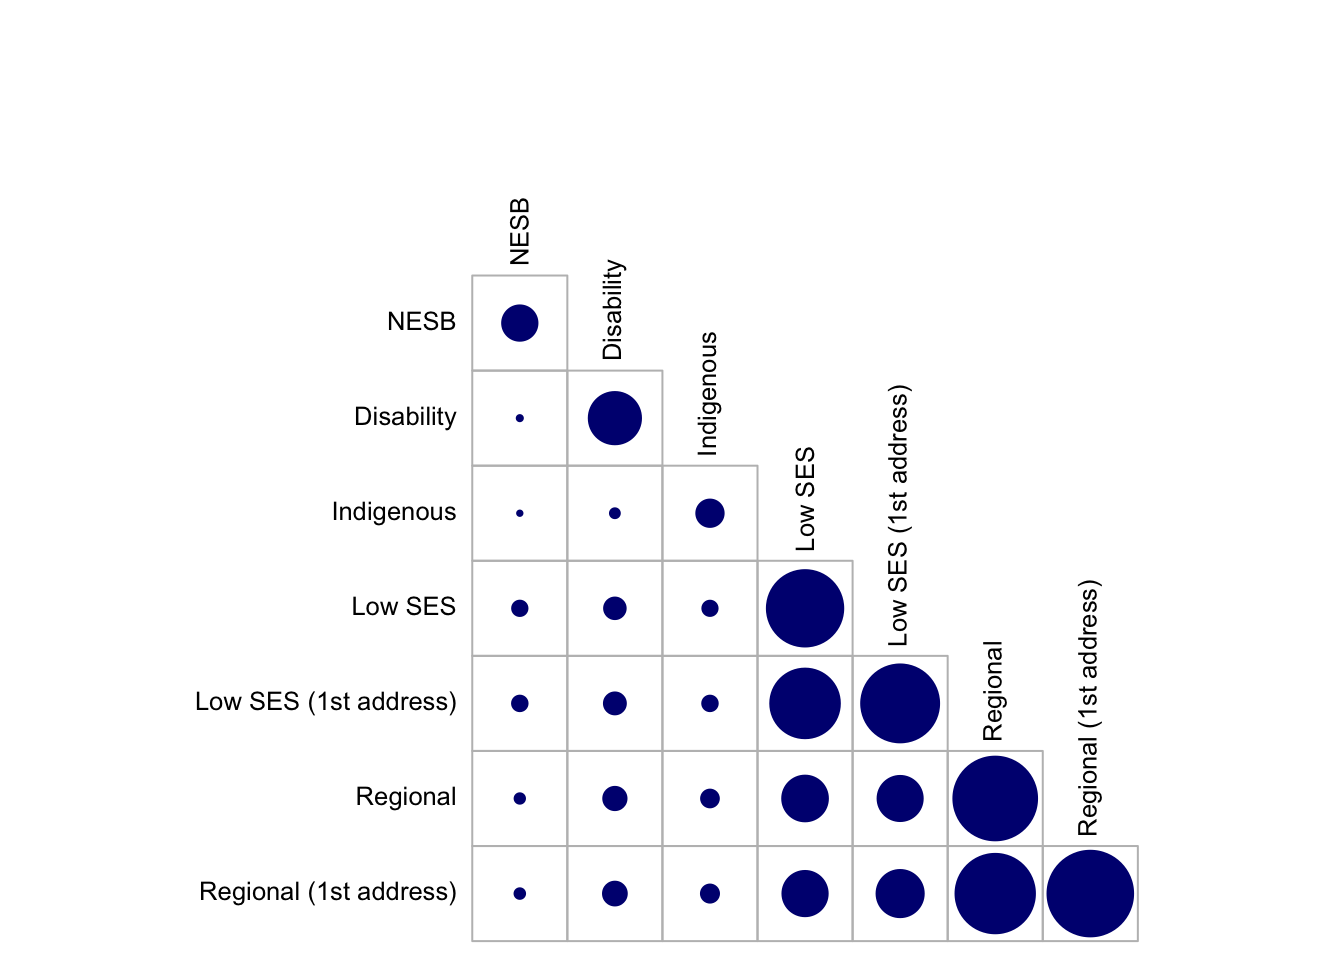 NESB
Disability
Indigenous
Low SES
Low SES (1st address)
Regional
Regional (1st address)
NESB
Disability
Indigenous
Low SES
Low SES (1st address)
Regional
Regional (1st address)